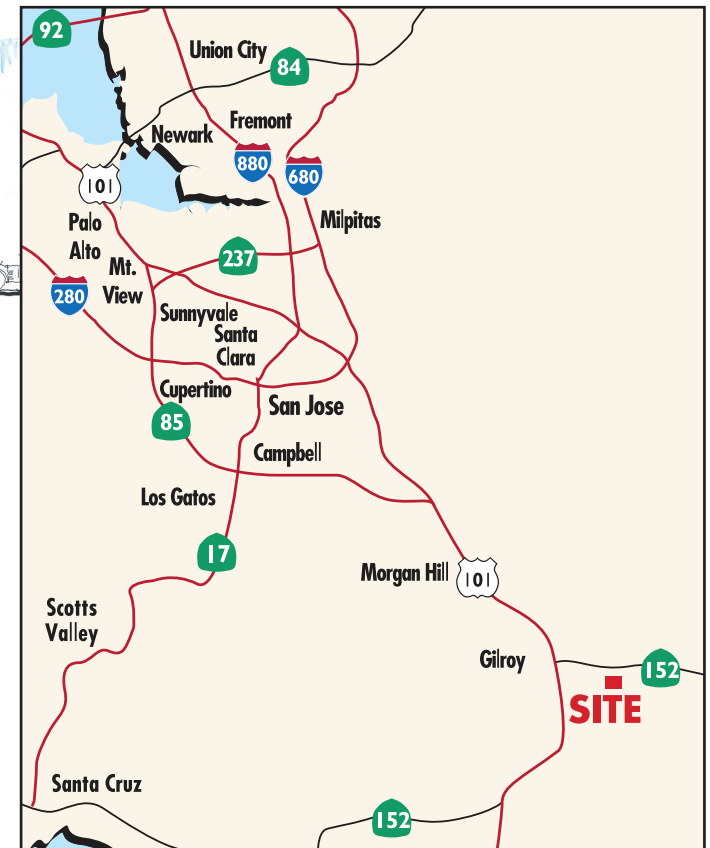 92
Union City
84
Fremont
Newark
880
680
101
Palo
Alto
Milpitas
237
Mt.
View
280
Sunnyvale
Santa
Clara
Cupertino
San Jose
85
Campbell
Los Gatos
17
Morgan Hill
101
Scotts
Valley
Gilroy
152
SITE
Santa Cruz
152